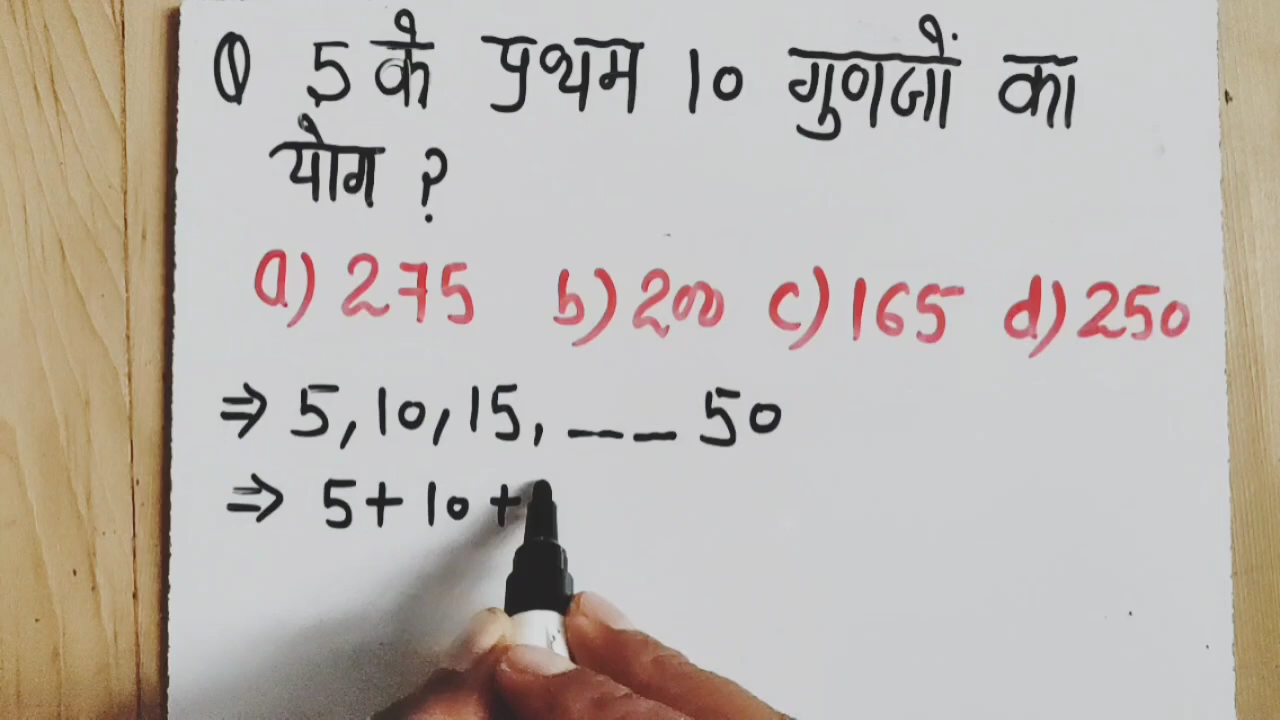 Q 5 के प्रथम 10 गुणजों का
योग ?
a) 275 b) 200 c) 165 d) 250
⇒ 5, 10, 15, _ _ 50
⇒ 5 + 10 +